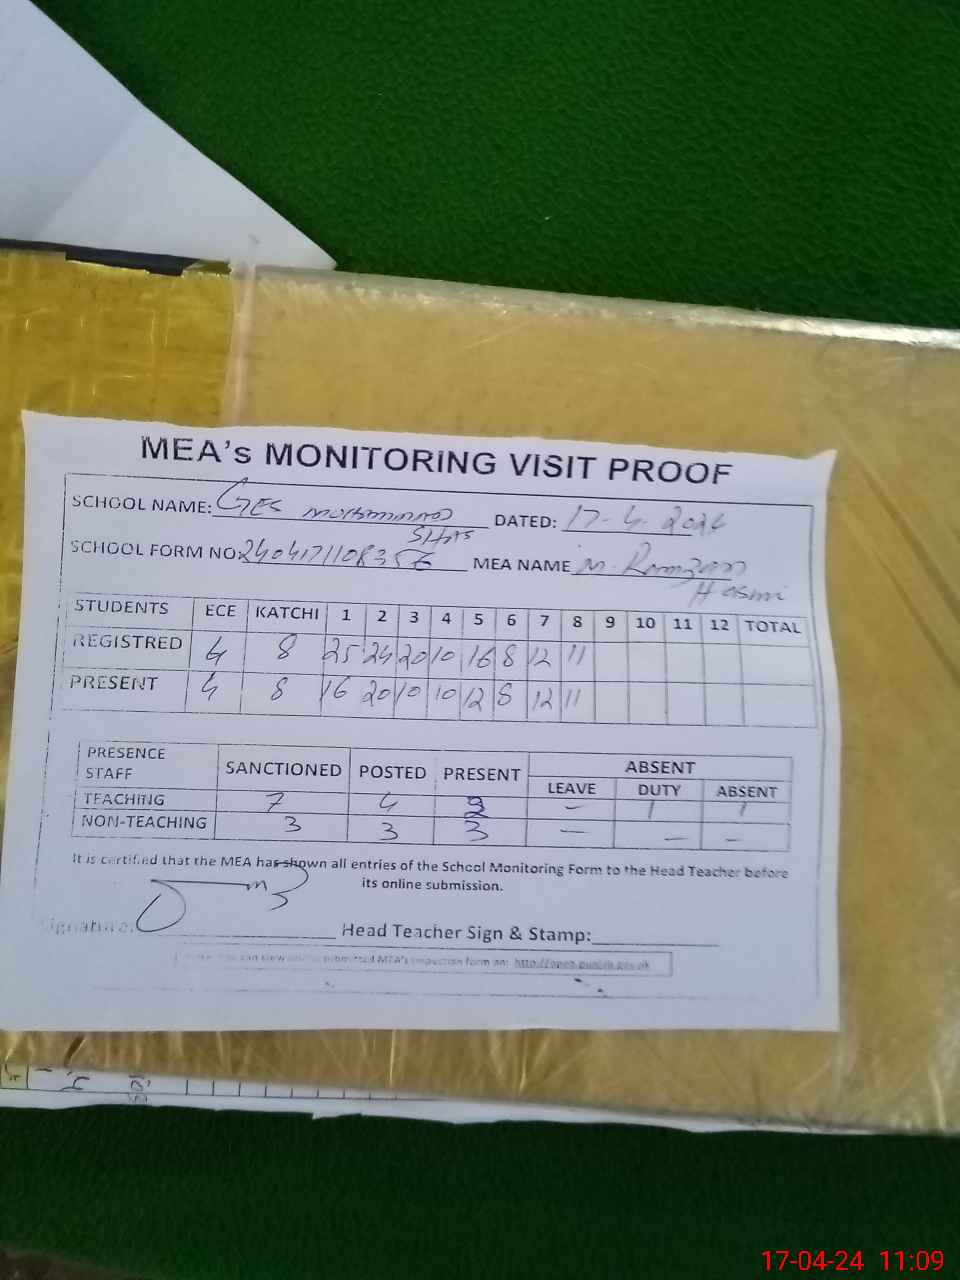 MEA's MONITORING VISIT PROOF
SCHOOL NAME: GES DATED: 17-4-2024
SHAS
SCHOOL FORM NO: MEA NAME M. Ramzan
Hasmi
STUDENTS ECE KATCHI 1 2 3 4 5 6 7 8 9 10 11 12 TOTAL
REGISTRED 4 8 25 24 20 10 16 8 12 11
PRESENT 4 8 16 20 10 10 12 8 12 11
PRESENCE STAFF SANCTIONED POSTED PRESENT ABSENT
LEAVE DUTY ABSENT
TEACHING 7 4 2 - 1 1
NON-TEACHING 3 3 3 - - -
It is certified that the MEA has shown all entries of the School Monitoring Form to the Head Teacher before
its online submission.
Signature: Head Teacher Sign & Stamp:
17-04-24 11:09